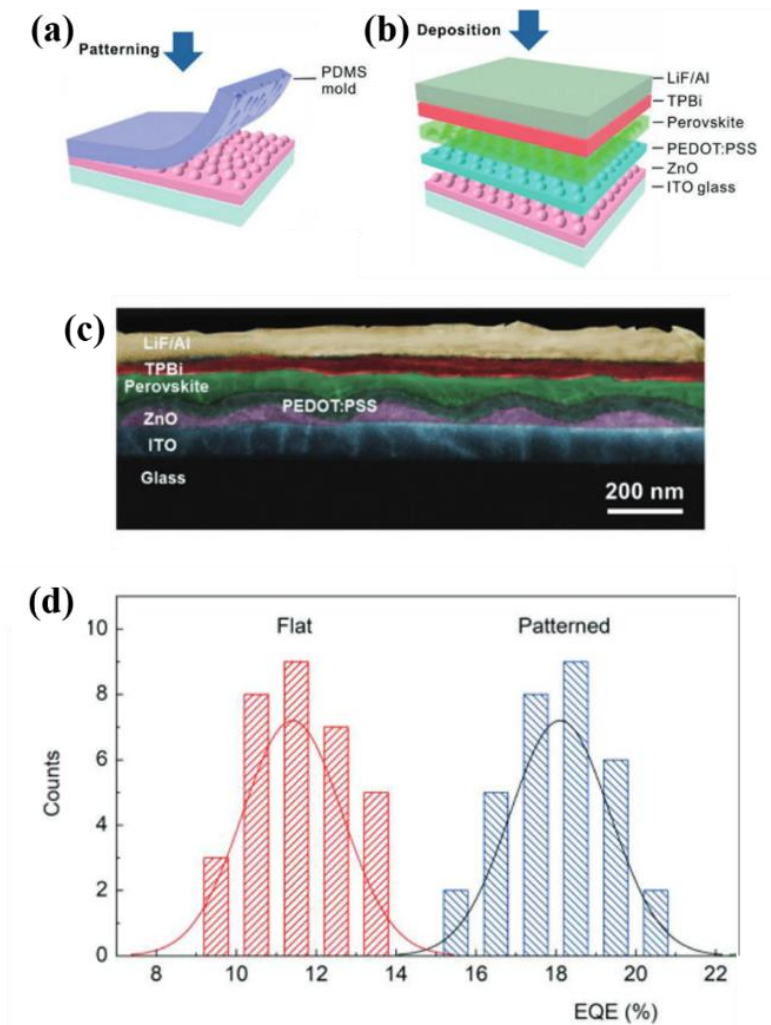 (a)
Patterning
PDMS
mold
(b)
Deposition
LiF/Al
TPBi
Perovskite
PEDOT:PSS
ZnO
ITO glass
(c)
LiF/Al
TPBi
Perovskite
PEDOT:PSS
ZnO
ITO
Glass
200 nm
(d)
Flat
Patterned
Counts
10
8
6
4
2
0
8
10
12
14
16
18
20
22
EQE (%)